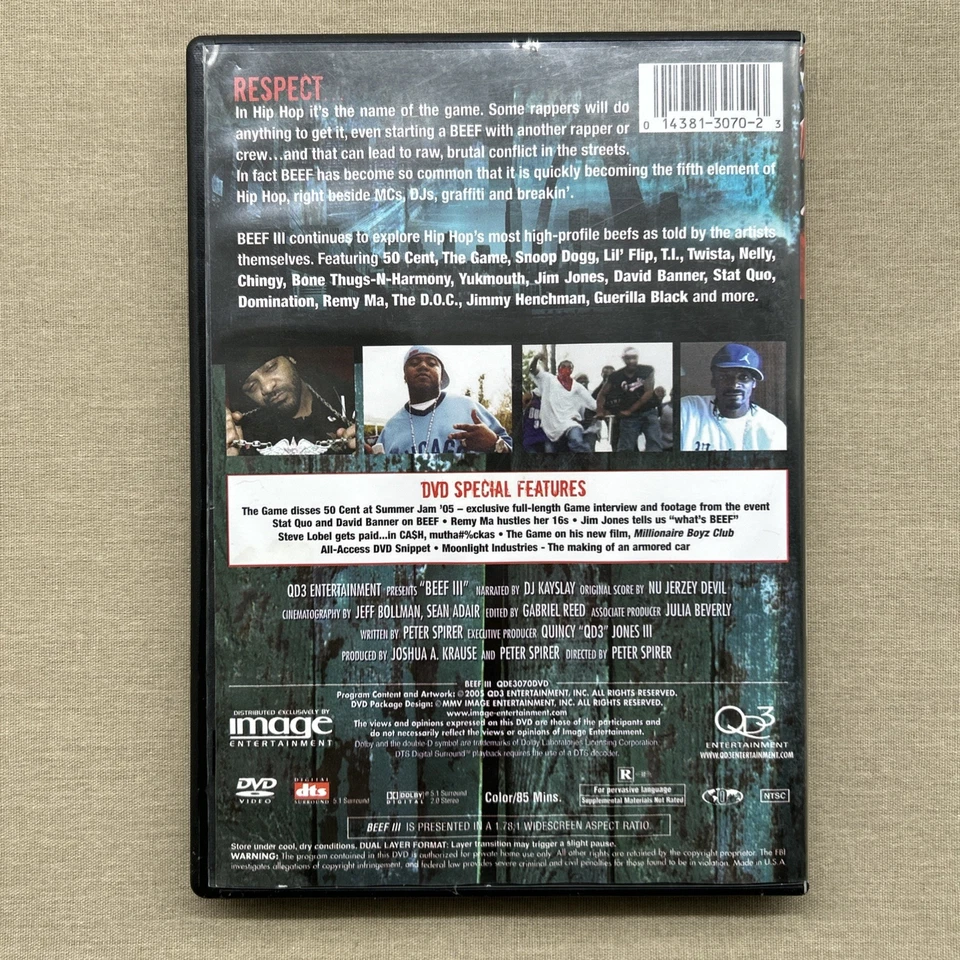 RESPECT
In Hip Hop it's the name of the game. Some rappers will do
anything to get it, even starting a BEEF with another rapper or
crew...and that can lead to raw, brutal conflict in the streets.
In fact BEEF has become so common that it is quickly becoming the fifth element of
Hip Hop, right beside MCs, DJs, graffiti and breakin'.
0 14381-3070-2 3
BEEF III continues to explore Hip Hop's most high-profile beefs as told by the artists
themselves. Featuring 50 Cent, The Game, Snoop Dogg, Lil' Flip, T.I., Twista, Nelly,
Chingy, Bone Thugs-N-Harmony, Yukmouth, Jim Jones, David Banner, Stat Quo,
Domination, Remy Ma, The D.O.C., Jimmy Henchman, Guerilla Black and more.
DVD SPECIAL FEATURES
The Game disses 50 Cent at Summer Jam '05 – exclusive full-length Game interview and footage from the event
Stat Quo and David Banner on BEEF • Remy Ma hustles her 16s • Jim Jones tells us "what's BEEF"
Steve Lobel gets paid...in CA$H, mutha#%ckas • The Game on his new film, Millionaire Boyz Club
All-Access DVD Snippet • Moonlight Industries - The making of an armored car
QD3 ENTERTAINMENT PRESENTS "BEEF III" NARRATED BY DJ KAYSLAY ORIGINAL SCORE BY NU JERZEY DEVIL
CINEMATOGRAPHY BY JEFF BOLLMAN, SEAN ADAIR EDITED BY GABRIEL REED ASSOCIATE PRODUCER JULIA BEVERLY
WRITTEN BY PETER SPIRER EXECUTIVE PRODUCER QUINCY "QD3" JONES III
PRODUCED BY JOSHUA A. KRAUSE AND PETER SPIRER DIRECTED BY PETER SPIRER
BEEF III QDE3070DVD
Program Content and Artwork: ©2005 QD3 ENTERTAINMENT, INC. ALL RIGHTS RESERVED.
DVD Package Design: ©MMV IMAGE ENTERTAINMENT, INC. ALL RIGHTS RESERVED.
www.image-entertainment.com
The views and opinions expressed on this DVD are those of the participants and
do not necessarily reflect the views or opinions of Image Entertainment.
Dolby and the double-D symbol are trademarks of Dolby Laboratories Licensing Corporation.
DTS Digital Surround™ playback requires the use of a DTS decoder.
DISTRIBUTED EXCLUSIVELY BY
image
ENTERTAINMENT
QD3
ENTERTAINMENT
WWW.QD3ENTERTAINMENT.COM
DVD
VIDEO
DIGITAL
dts
SURROUND 5.1 Surround
DOLBY
DIGITAL
5.1 Surround
2.0 Stereo
Color/85 Mins.
R
For pervasive language
Supplemental Materials Not Rated
NTSC
BEEF III IS PRESENTED IN A 1.78:1 WIDESCREEN ASPECT RATIO.
Store under cool, dry conditions. DUAL LAYER FORMAT: Layer transition may trigger a slight pause.
WARNING: The program contained in this DVD is authorized for private home use only. All other rights are retained by the copyright proprietor. The FBI
investigates allegations of copyright infringement, and federal law provides severe criminal and civil penalties for those found to be in violation. Made in U.S.A.